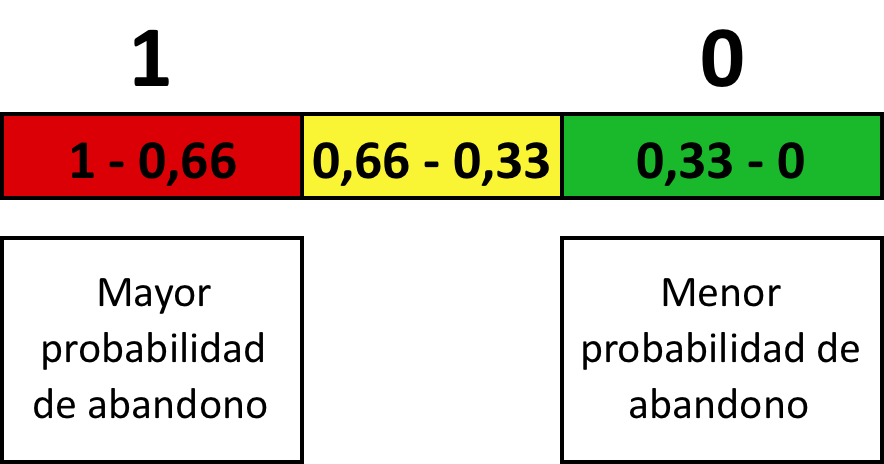 1 0
1 - 0,66 0,66 - 0,33 0,33 - 0
Mayor
probabilidad
de abandono
Menor
probabilidad de
abandono